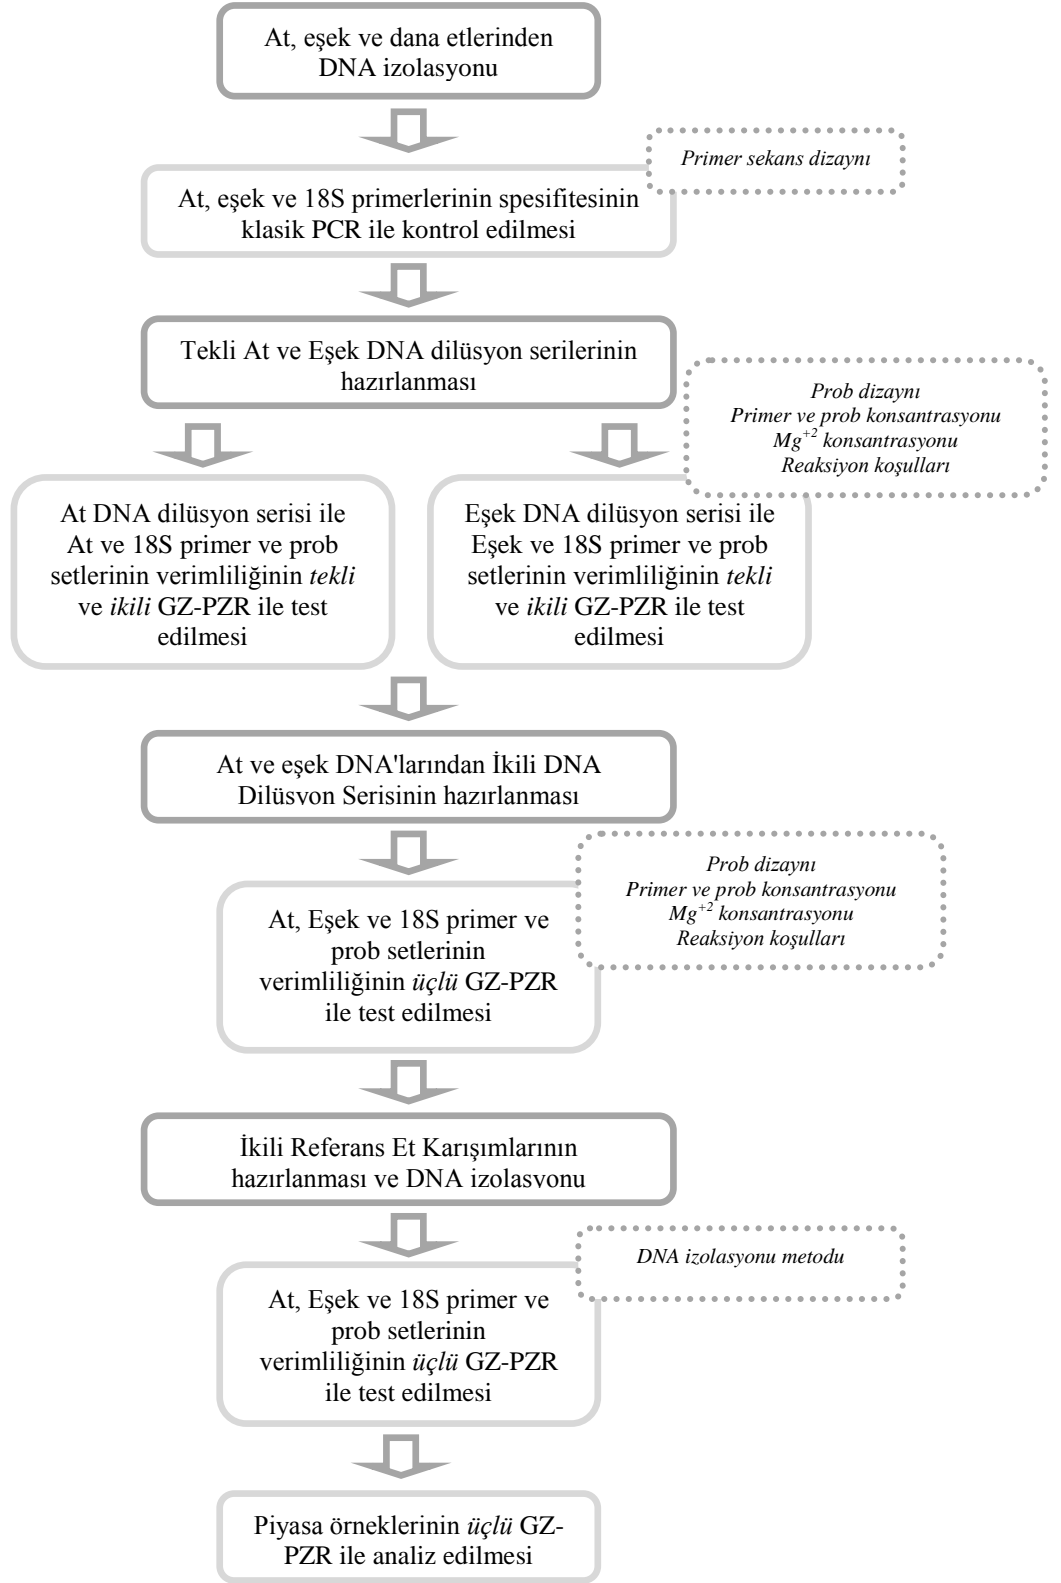 At, eşek ve dana etlerinden
DNA izolasyonu
Primer sekans dizaynı
At, eşek ve 18S primerlerinin spesifitesinin
klasik PCR ile kontrol edilmesi
Tekli At ve Eşek DNA dilüsyon serilerinin
hazırlanması
Prob dizaynı
Primer ve prob konsantrasyonu
Mg⁺² konsantrasyonu
Reaksiyon koşulları
At DNA dilüsyon serisi ile
At ve 18S primer ve prob
setlerinin verimliliğinin tekli
ve ikili GZ-PZR ile test
edilmesi
Eşek DNA dilüsyon serisi ile
Eşek ve 18S primer ve prob
setlerinin verimliliğinin tekli
ve ikili GZ-PZR ile test
edilmesi
At ve eşek DNA'larından İkili DNA
Dilüsyon Serisinin hazırlanması
Prob dizaynı
Primer ve prob konsantrasyonu
Mg⁺² konsantrasyonu
Reaksiyon koşulları
At, Eşek ve 18S primer ve
prob setlerinin
verimliliğinin üçlü GZ-PZR
ile test edilmesi
İkili Referans Et Karışımlarının
hazırlanması ve DNA izolasyonu
DNA izolasyonu metodu
At, Eşek ve 18S primer ve
prob setlerinin
verimliliğinin üçlü GZ-PZR
ile test edilmesi
Piyasa örneklerinin üçlü GZ-
PZR ile analiz edilmesi